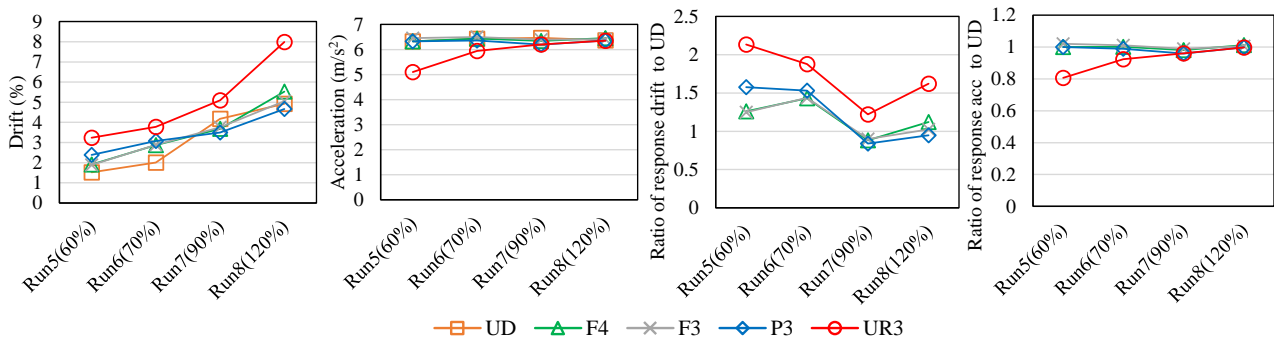 Drift (%)
9
8
7
6
5
4
3
2
1
0
Run5(60%)
Run6(70%)
Run7(90%)
Run8(120%)
Acceleration (m/s²)
7
6
5
4
3
2
1
0
Run5(60%)
Run6(70%)
Run7(90%)
Run8(120%)
Ratio of response drift to UD
2.5
2
1.5
1
0.5
0
Run5(60%)
Run6(70%)
Run7(90%)
Run8(120%)
Ratio of response acc to UD
1.2
1
0.8
0.6
0.4
0.2
0
Run5(60%)
Run6(70%)
Run7(90%)
Run8(120%)
UD F4 F3 P3 UR3